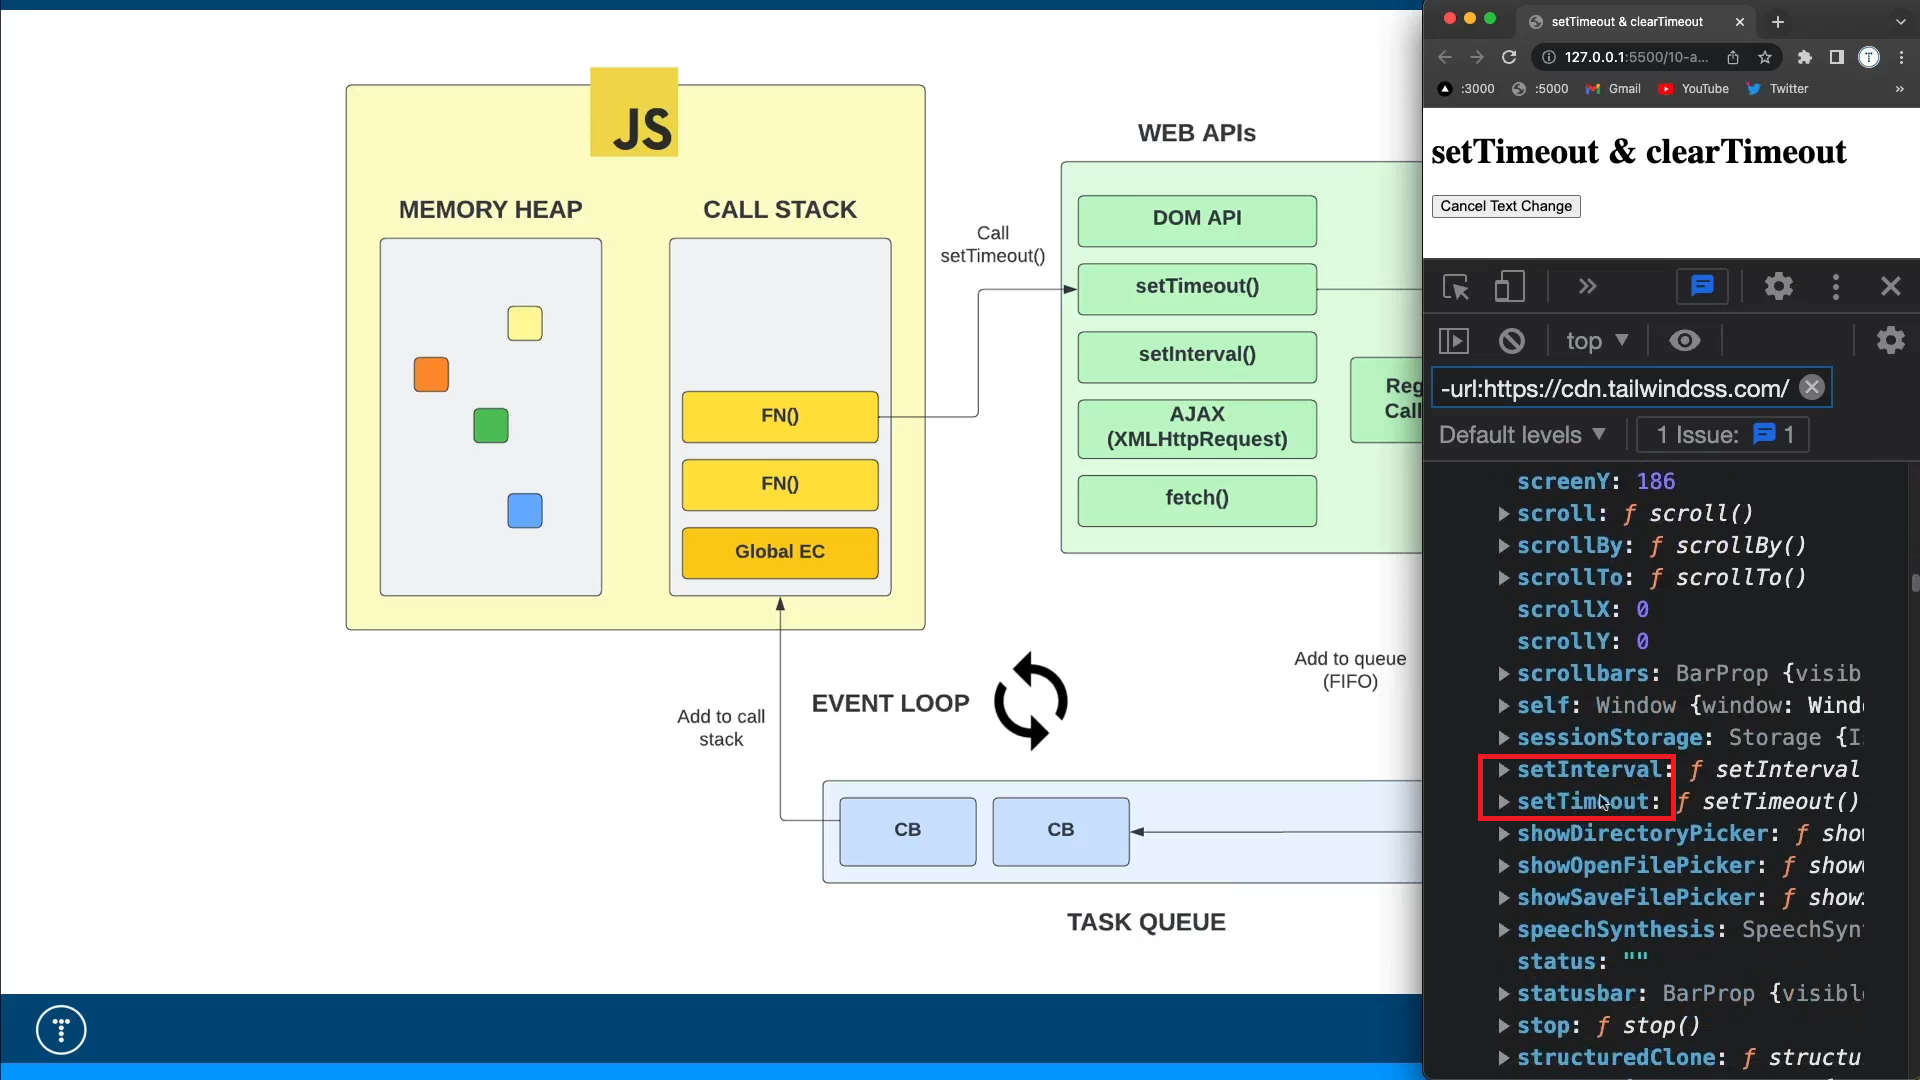 JS
MEMORY HEAP
CALL STACK
FN()
FN()
Global EC
Call
setTimeout()
WEB APIs
DOM API
setTimeout()
setInterval()
AJAX
(XMLHttpRequest)
fetch()
Reg
Call
Add to queue
(FIFO)
EVENT LOOP
Add to call
stack
CB
CB
TASK QUEUE
T
setTimeout & clearTimeout
127.0.0.1:5500/10-a...
T
:3000
:5000
Gmail
YouTube
Twitter
»
setTimeout & clearTimeout
Cancel Text Change
top
-url:https://cdn.tailwindcss.com/
Default levels
1 Issue: 1
screenY: 186
scroll: ƒ scroll()
scrollBy: ƒ scrollBy()
scrollTo: ƒ scrollTo()
scrollX: 0
scrollY: 0
scrollbars: BarProp {visib
self: Window {window: Wind
sessionStorage: Storage {
setInterval: ƒ setInterval
setTimeout: ƒ setTimeout()
showDirectoryPicker: ƒ sho
showOpenFilePicker: ƒ show
showSaveFilePicker: ƒ show
speechSynthesis: SpeechSyn
status: ""
statusbar: BarProp {visibl
stop: ƒ stop()
structuredClone: ƒ structu